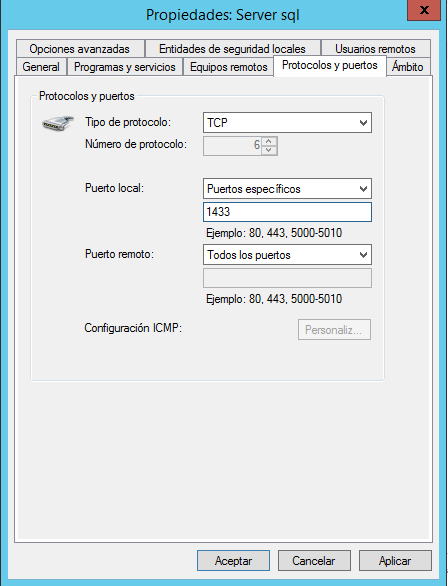 Propiedades: Server sql
x
Opciones avanzadas Entidades de seguridad locales Usuarios remotos
General Programas y servicios Equipos remotos Protocolos y puertos Ámbito
Protocolos y puertos
Tipo de protocolo: TCP
Número de protocolo: 6
Puerto local: Puertos específicos
1433
Ejemplo: 80, 443, 5000-5010
Puerto remoto: Todos los puertos
Ejemplo: 80, 443, 5000-5010
Configuración ICMP: Personaliz...
Aceptar Cancelar Aplicar